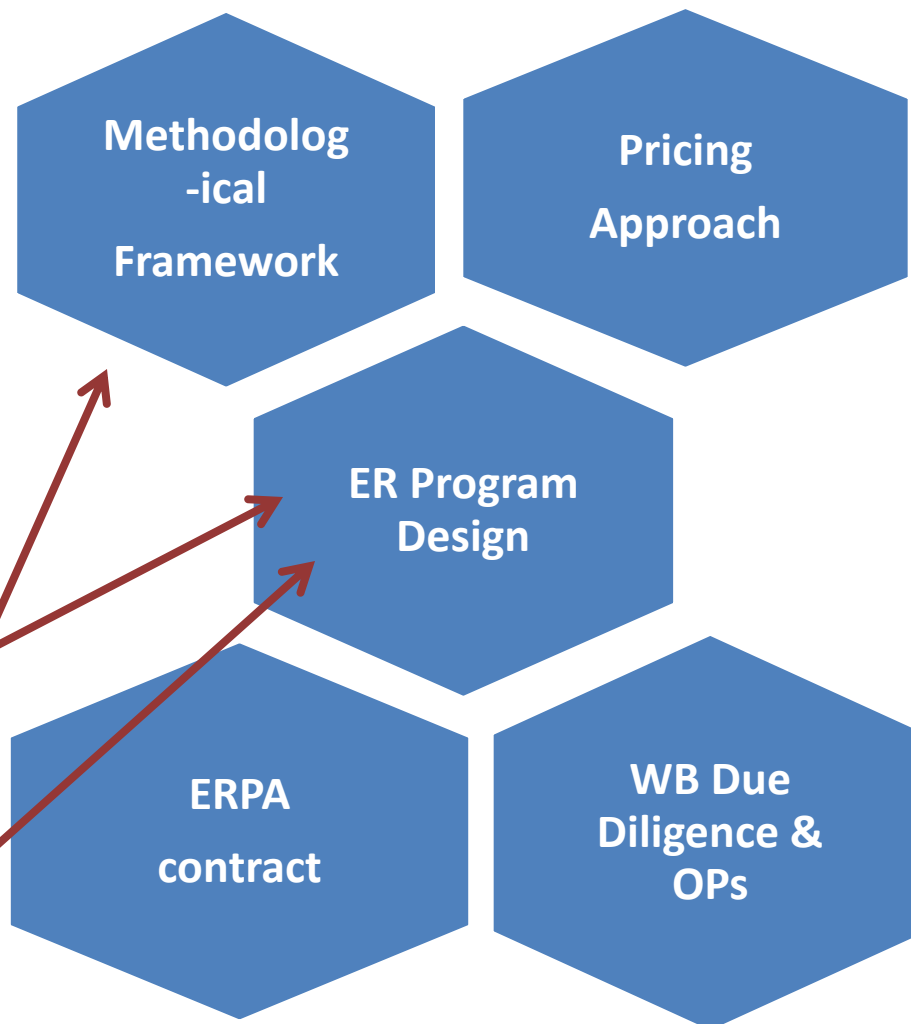 Methodolog
-ical
Framework
Pricing
Approach
ER Program
Design
ERPA
contract
WB Due
Diligence &
OPs